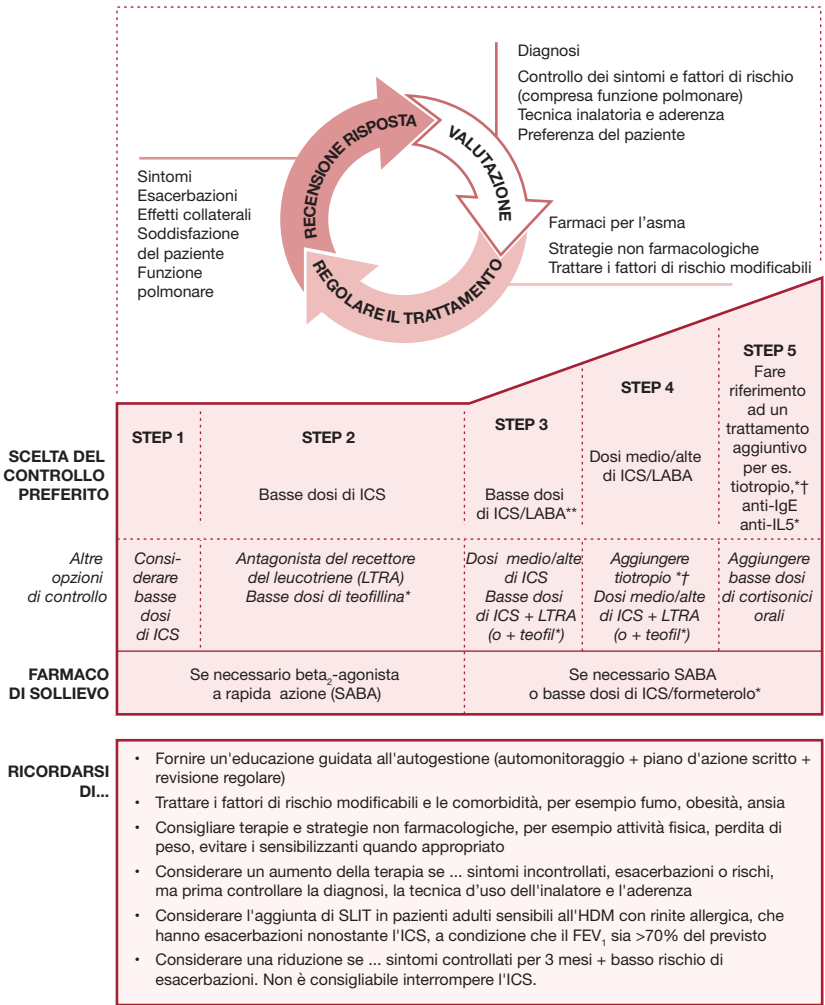 Diagnosi
Controllo dei sintomi e fattori di rischio
(compresa funzione polmonare)
Tecnica inalatoria e aderenza
Preferenza del paziente
RECENSIONE RISPOSTA
VALUTAZIONE
REGOLARE IL TRATTAMENTO
Sintomi
Esacerbazioni
Effetti collaterali
Soddisfazione
del paziente
Funzione
polmonare
Farmaci per l'asma
Strategie non farmacologiche
Trattare i fattori di rischio modificabili
SCELTA DEL
CONTROLLO
PREFERITO
STEP 1
STEP 2
Basse dosi di ICS
STEP 3
Basse dosi
di ICS/LABA**
STEP 4
Dosi medio/alte
di ICS/LABA
STEP 5
Fare
riferimento
ad un
trattamento
aggiuntivo
per es.
tiotropio,*†
anti-IgE
anti-IL5*
Altre
opzioni
di controllo
Consi-
derare
basse
dosi
di ICS
Antagonista del recettore
del leucotriene (LTRA)
Basse dosi di teofillina*
Dosi medio/alte
di ICS
Basse dosi
di ICS + LTRA
(o + teofil*)
Aggiungere
tiotropio *†
Dosi medio/alte
di ICS + LTRA
(o + teofil*)
Aggiungere
basse dosi
di cortisonici
orali
FARMACO
DI SOLLIEVO
Se necessario beta₂-agonista
a rapida azione (SABA)
Se necessario SABA
o basse dosi di ICS/formeterolo*
RICORDARSI
DI...
• Fornire un'educazione guidata all'autogestione (automonitoraggio + piano d'azione scritto +
revisione regolare)
• Trattare i fattori di rischio modificabili e le comorbidità, per esempio fumo, obesità, ansia
• Consigliare terapie e strategie non farmacologiche, per esempio attività fisica, perdita di
peso, evitare i sensibilizzanti quando appropriato
• Considerare un aumento della terapia se ... sintomi incontrollati, esacerbazioni o rischi,
ma prima controllare la diagnosi, la tecnica d'uso dell'inalatore e l'aderenza
• Considerare l'aggiunta di SLIT in pazienti adulti sensibili all'HDM con rinite allergica, che
hanno esacerbazioni nonostante l'ICS, a condizione che il FEV₁ sia >70% del previsto
• Considerare una riduzione se ... sintomi controllati per 3 mesi + basso rischio di
esacerbazioni. Non è consigliabile interrompere l'ICS.